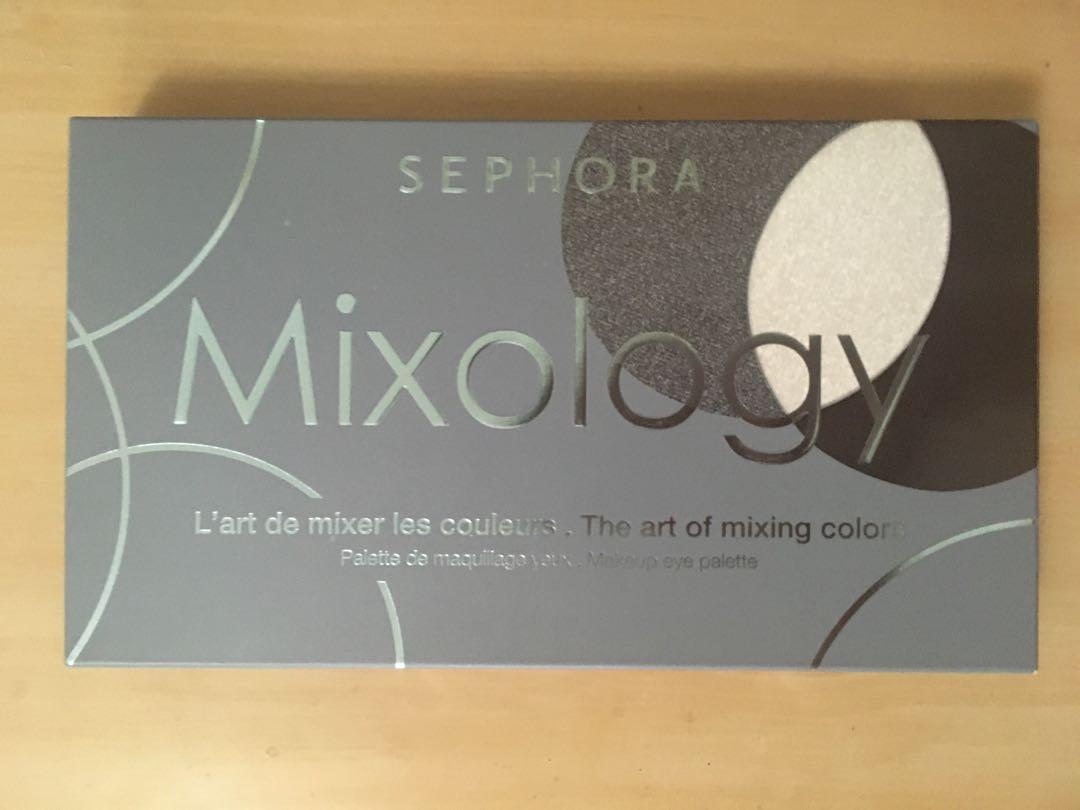 SEPHORA
Mixology
L'art de mixer les couleurs . The art of mixing colors
Palette de maquillage yeux . Makeup eye palette